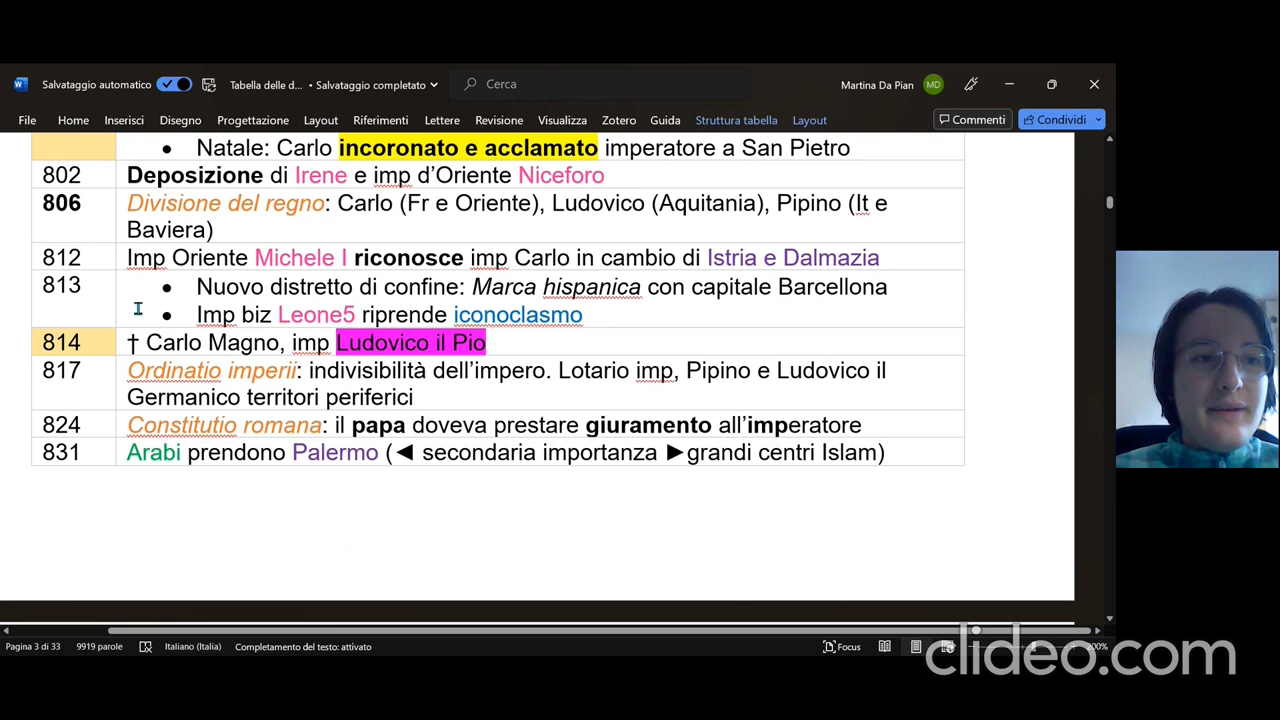 Salvataggio automatico
Tabella delle d... • Salvataggio completato
Cerca
Martina Da Pian
MD
File Home Inserisci Disegno Progettazione Layout Riferimenti Lettere Revisione Visualizza Zotero Guida Struttura tabella Layout
Commenti
Condividi
• Natale: Carlo incoronato e acclamato imperatore a San Pietro
802 Deposizione di Irene e imp d’Oriente Niceforo
806 Divisione del regno: Carlo (Fr e Oriente), Ludovico (Aquitania), Pipino (It e
Baviera)
812 Imp Oriente Michele I riconosce imp Carlo in cambio di Istria e Dalmazia
813 • Nuovo distretto di confine: Marca hispanica con capitale Barcellona
• Imp biz Leone5 riprende iconoclasmo
814 † Carlo Magno, imp Ludovico il Pio
817 Ordinatio imperii: indivisibilità dell’impero. Lotario imp, Pipino e Ludovico il
Germanico territori periferici
824 Constitutio romana: il papa doveva prestare giuramento all’imperatore
831 Arabi prendono Palermo (◄ secondaria importanza ►grandi centri Islam)
Pagina 3 di 33 9919 parole Italiano (Italia) Completamento del testo: attivato
Focus
200%
clideo.com